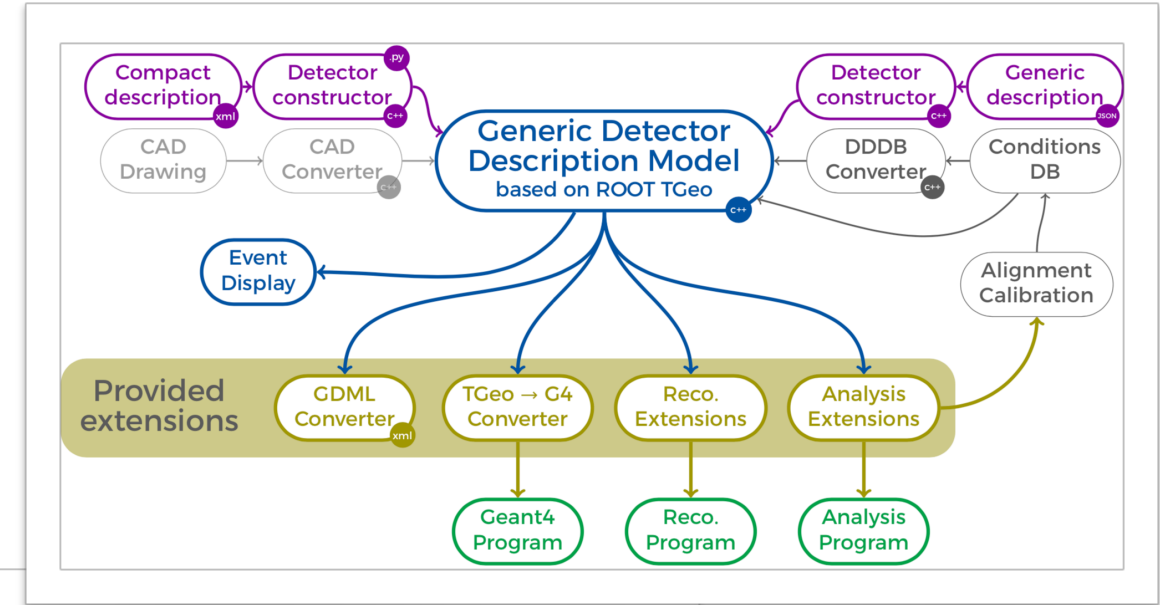 Compact
description
xml
Detector
constructor
.py
c++
Detector
constructor
c++
Generic
description
JSON
CAD
Drawing
CAD
Converter
c++
Generic Detector
Description Model
based on ROOT TGeo
c++
DDDB
Converter
c++
Conditions
DB
Event
Display
Alignment
Calibration
Provided
extensions
GDML
Converter
xml
TGeo → G4
Converter
Reco.
Extensions
Analysis
Extensions
Geant4
Program
Reco.
Program
Analysis
Program